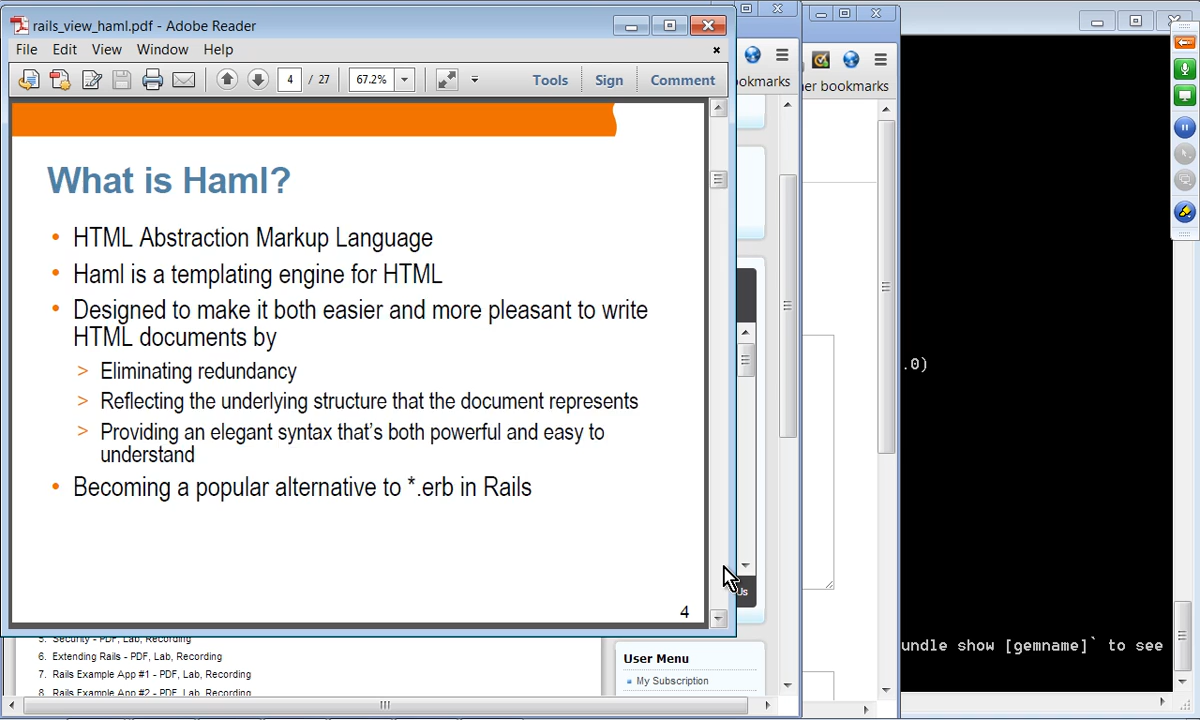 rails_view_haml.pdf - Adobe Reader
File Edit View Window Help
4 / 27 67.2% Tools Sign Comment
What is Haml?
• HTML Abstraction Markup Language
• Haml is a templating engine for HTML
• Designed to make it both easier and more pleasant to write
HTML documents by
> Eliminating redundancy
> Reflecting the underlying structure that the document represents
> Providing an elegant syntax that's both powerful and easy to
understand
• Becoming a popular alternative to *.erb in Rails
4
ookmarks
er bookmarks
.0)
Us
undle show [gemname]` to see
5. Security - PDF, Lab, Recording
6. Extending Rails - PDF, Lab, Recording
7. Rails Example App #1 - PDF, Lab, Recording
8. Rails Example App #2 - PDF, Lab, Recording
User Menu
My Subscription